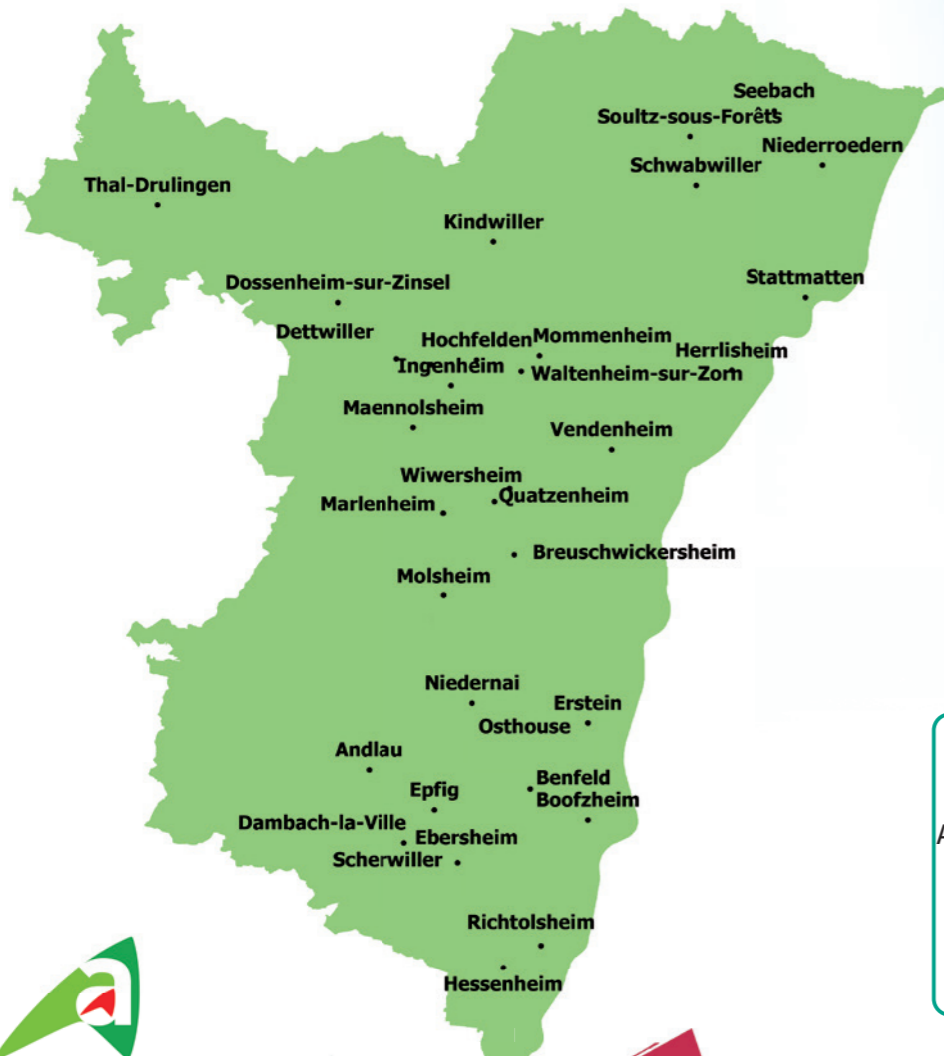 Seebach
Soultz-sous-Forêts
Niederroedern
Schwabwiller
Thal-Drulingen
Kindwiller
Stattmatten
Dossenheim-sur-Zinsel
Dettwiller
Hochfelden
Mommenheim
Herrlisheim
Ingenheim
Waltenheim-sur-Zorn
Maennolsheim
Vendenheim
Wiwersheim
Quatzenheim
Marlenheim
Breuschwickersheim
Molsheim
Niedernai
Erstein
Osthouse
Andlau
Benfeld
Epfig
Boofzheim
Dambach-la-Ville
Ebersheim
Scherwiller
Richtolsheim
Hessenheim
A
a